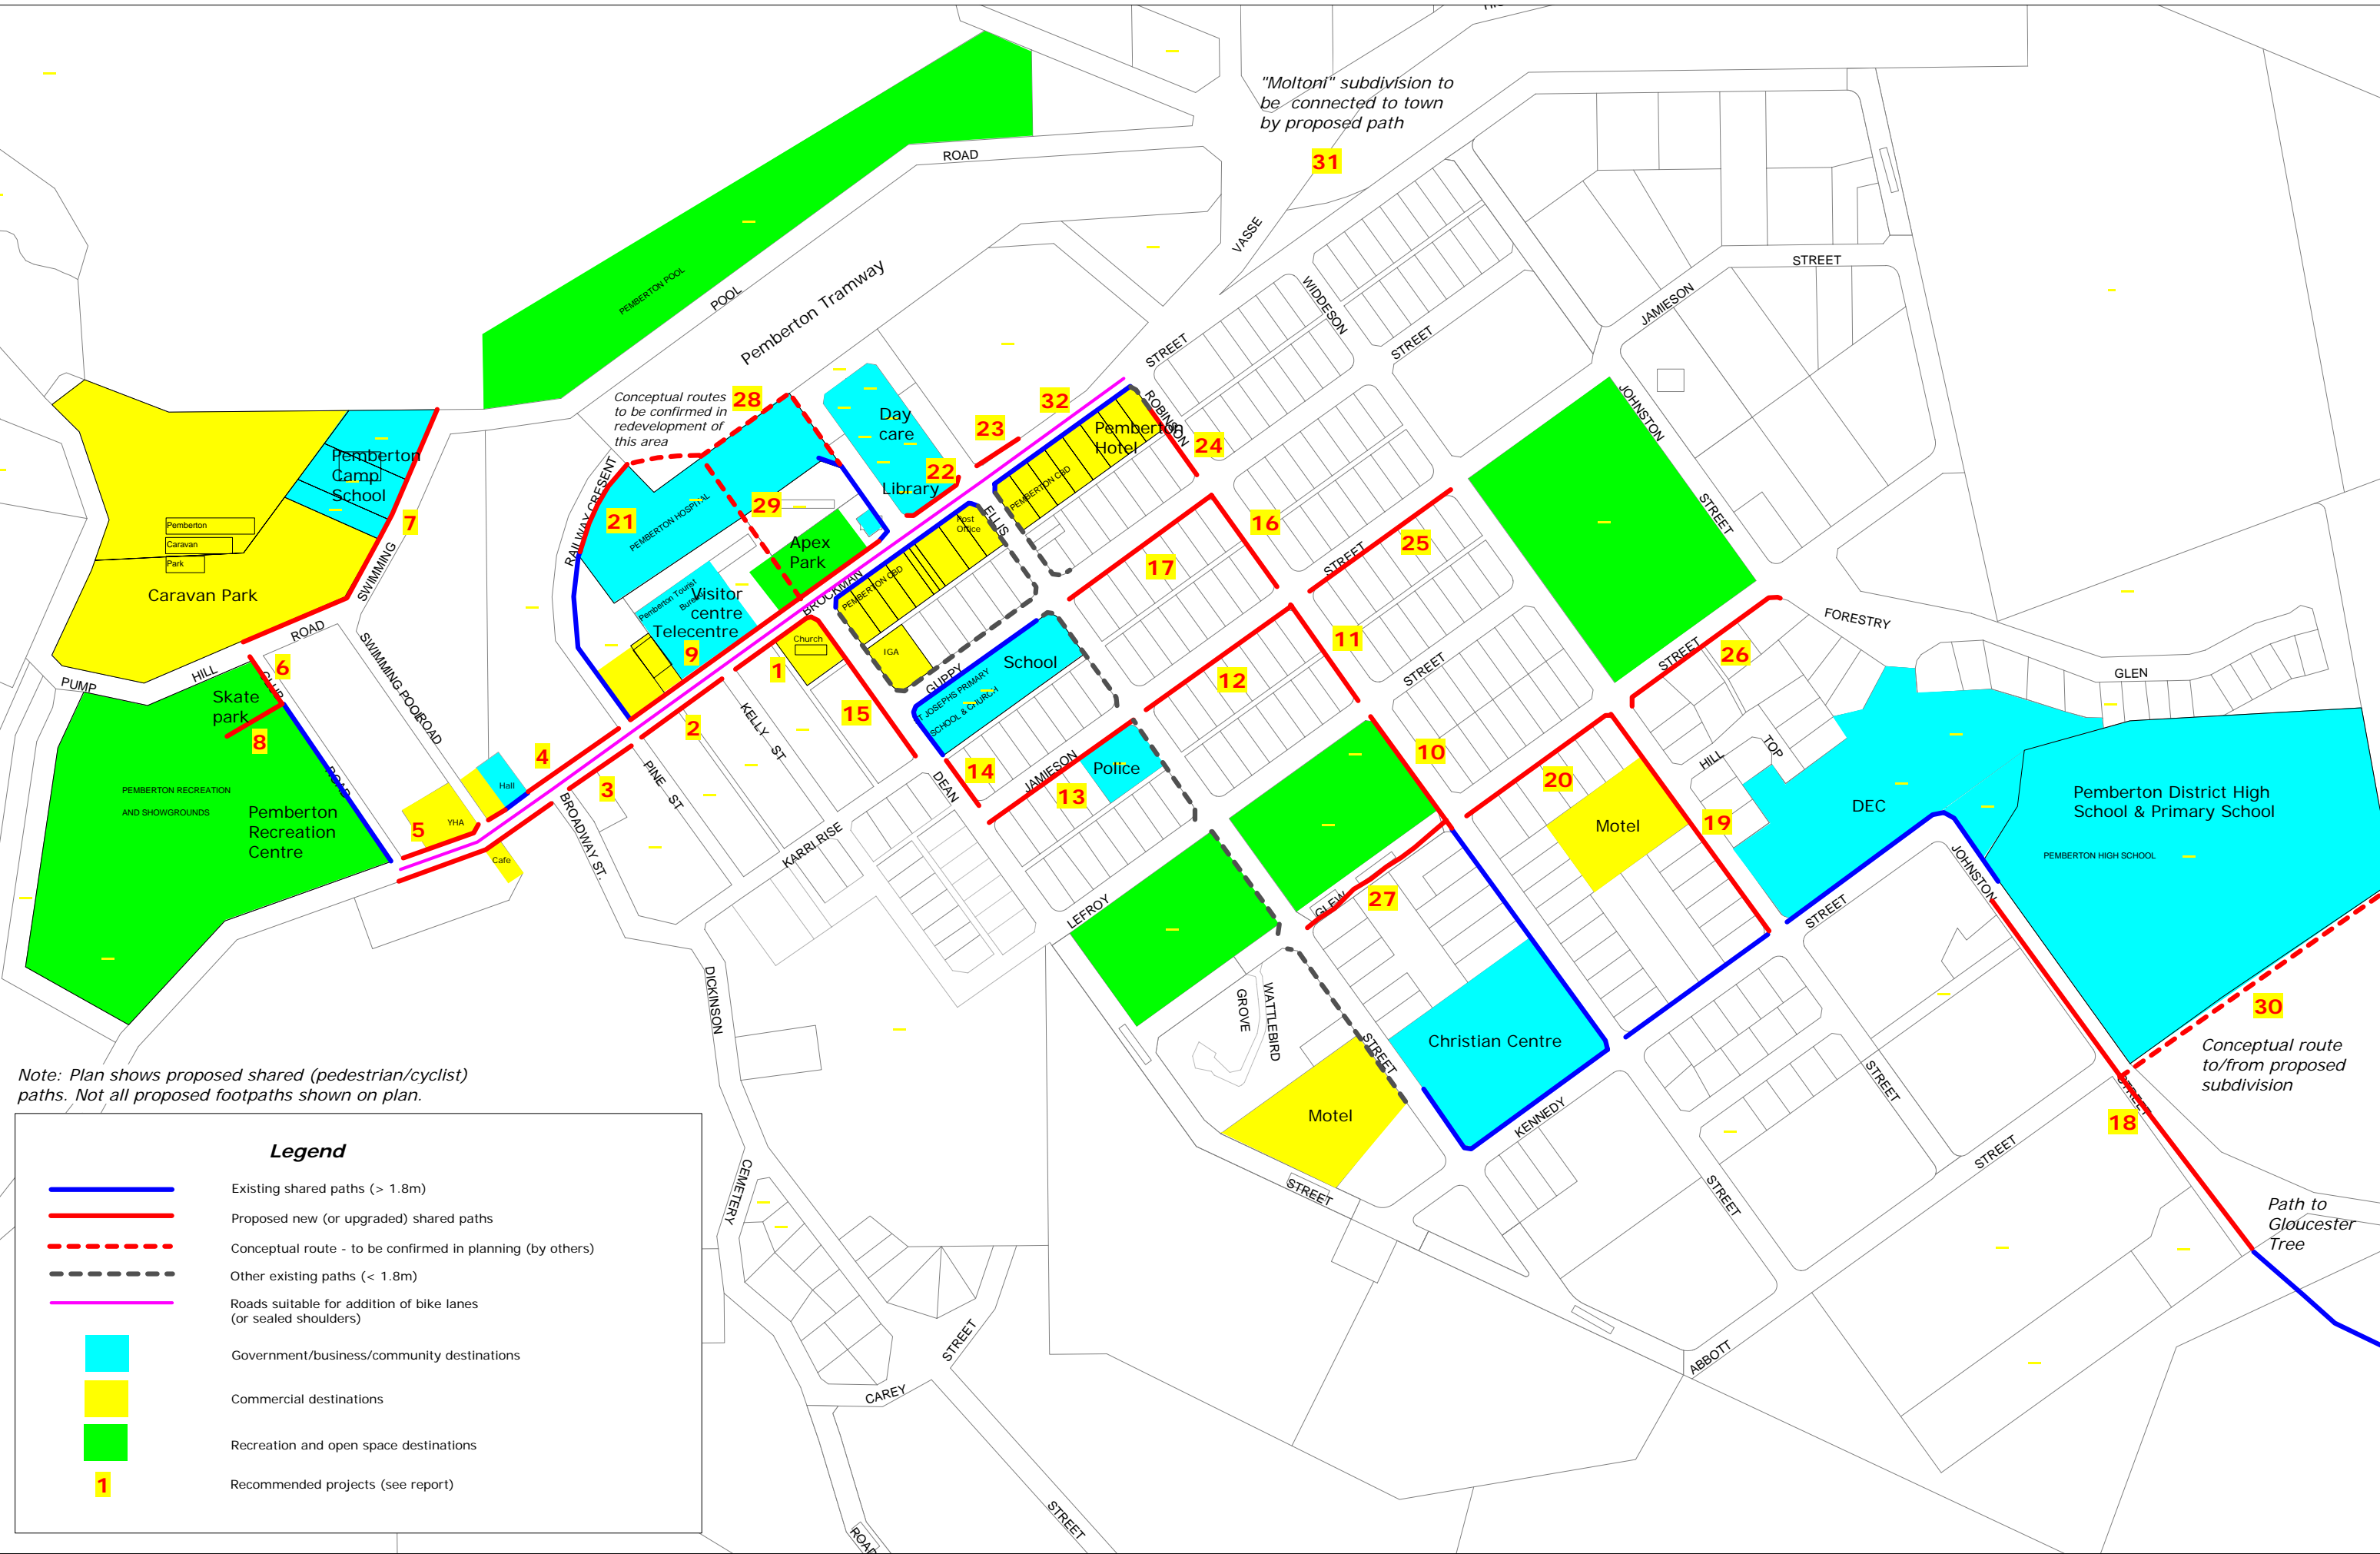 "Moltoni" subdivision to
be connected to town
by proposed path
31
ROAD
VASSE
POOL
PEMBERTON POOL
Pemberton Tramway
STREET
WIDDESON
STREET
JAMIESON
STREET
STREET
JOHNSTON
STREET
Conceptual routes
to be confirmed in
redevelopment of
this area
28
Day
care
32
23
22
Library
Pemberton
Hotel
PEMBERTON CBD
ROBINSON
24
Pemberton
Camp
School
7
Pemberton
Caravan
Park
Caravan Park
SWIMMING
ROAD
RAILWAY CRESENT
21
PEMBERTON HOSPITAL
29
Apex
Park
Post
Office
ELLIS
BROCKMAN
PEMBERTON CBD
Pemberton Tourist
Bureau
Visitor
centre
Telecentre
9
Church
1
IGA
GUPPY
School
ST JOSEPHS PRIMARY
SCHOOL & CHURCH
17
16
STREET
25
11
12
STREET
STREET
26
FORESTRY
GLEN
HILL
TOP
PUMP
HILL
6
CLUB
ROAD
Skate
park
8
SWIMMING POOL
ROAD
PEMBERTON RECREATION
AND SHOWGROUNDS
Pemberton
Recreation
Centre
4
Hall
5
YHA
Cafe
3
2
KELLY ST
PINE ST
BROADWAY ST.
15
14
DEAN
KARRI RISE
JAMIESON
Police
13
10
20
Motel
19
DEC
Pemberton District High
School & Primary School
PEMBERTON HIGH SCHOOL
LEFROY
GLEW
27
STREET
JOHNSTON
DICKINSON
GROVE
WATTLEBIRD
STREET
Christian Centre
30
Conceptual route
to/from proposed
subdivision
Motel
KENNEDY
STREET
STREET
18
STREET
STREET
STREET
Path to
Gloucester
Tree
CEMETERY
STREET
CAREY
STREET
ROAD
ABBOTT
Note: Plan shows proposed shared (pedestrian/cyclist)
paths. Not all proposed footpaths shown on plan.
Legend
Existing shared paths (> 1.8m)
Proposed new (or upgraded) shared paths
Conceptual route - to be confirmed in planning (by others)
Other existing paths (< 1.8m)
Roads suitable for addition of bike lanes
(or sealed shoulders)
Government/business/community destinations
Commercial destinations
Recreation and open space destinations
1
Recommended projects (see report)